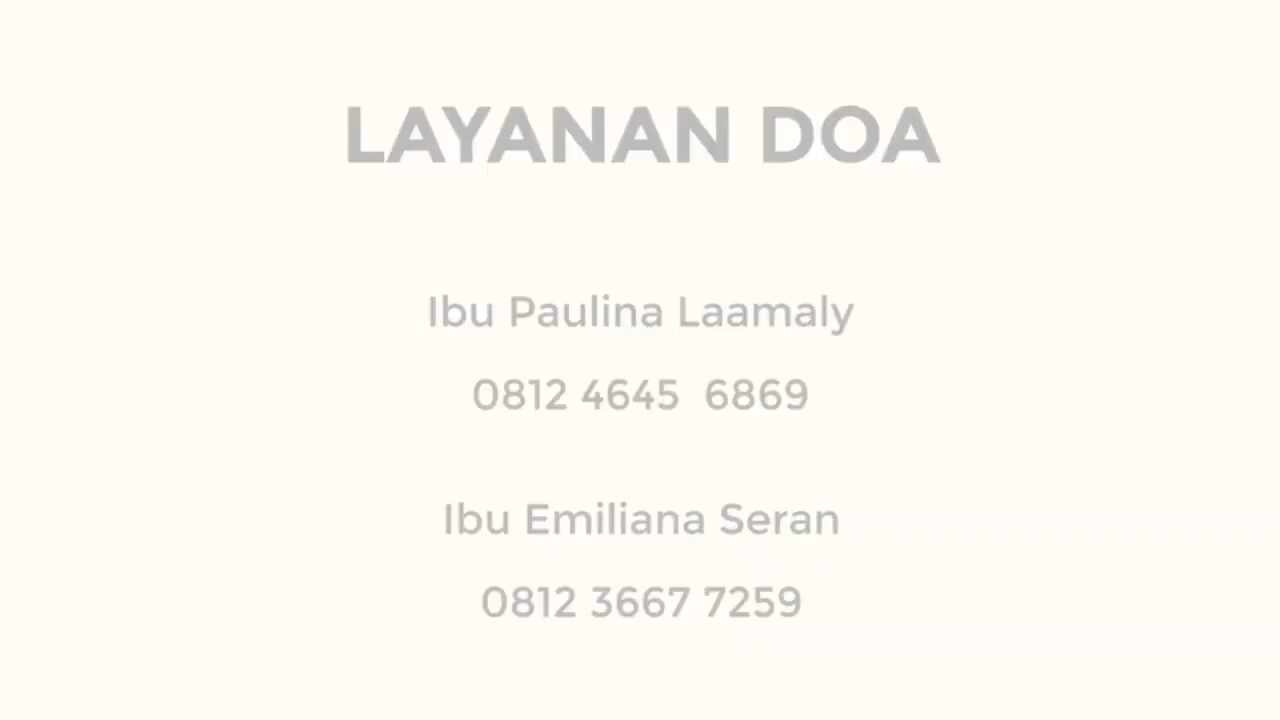 LAYANAN DOA
Ibu Paulina Laamaly
0812 4645  6869
Ibu Emiliana Seran
0812 3667 7259